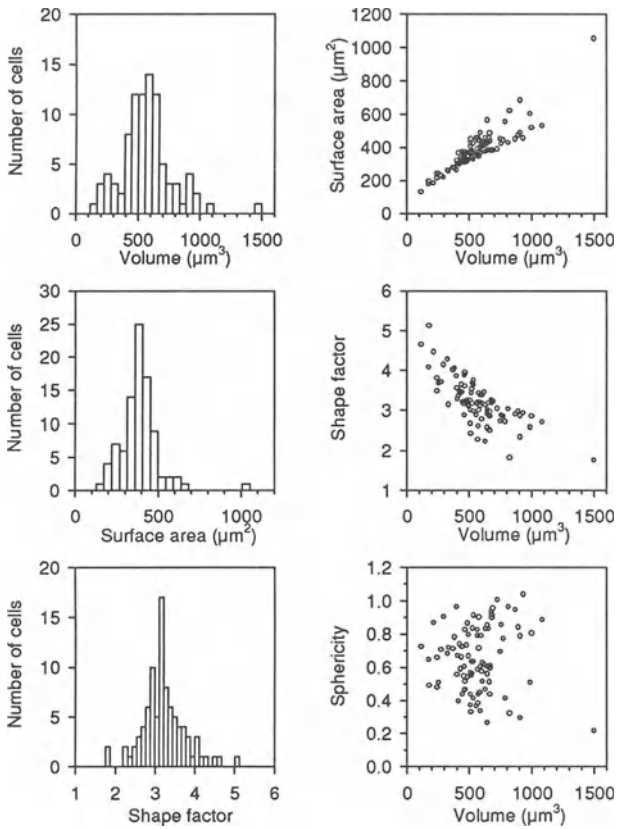 20
15
10
5
0
Number of cells
0 500 1000 1500
Volume (µm³)
1200
1000
800
600
400
200
0
Surface area (µm²)
0 500 1000 1500
Volume (µm³)
30
25
20
15
10
5
0
Number of cells
0 500 1000
Surface area (µm²)
6
5
4
3
2
1
Shape factor
0 500 1000 1500
Volume (µm³)
20
15
10
5
0
Number of cells
1 2 3 4 5 6
Shape factor
1.2
1.0
0.8
0.6
0.4
0.2
0.0
Sphericity
0 500 1000 1500
Volume (µm³)